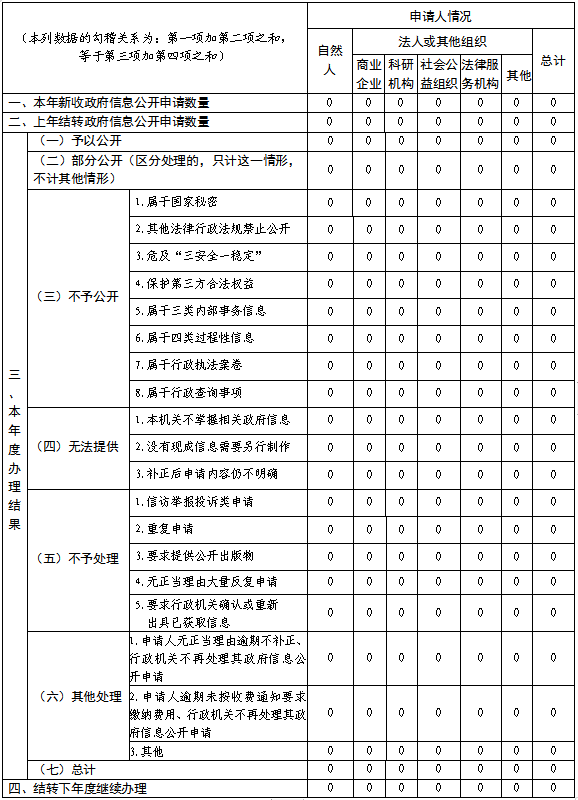 （本列数据的勾稽关系为：第一项加第二项之和，
等于第三项加第四项之和）
申请人情况
自然
人
法人或其他组织
总计
商业
企业
科研
机构
社会公
益组织
法律服
务机构
其他
一、本年新收政府信息公开申请数量 0 0 0 0 0 0 0
二、上年结转政府信息公开申请数量 0 0 0 0 0 0 0
三、本年度办理结果
（一）予以公开 0 0 0 0 0 0 0
（二）部分公开（区分处理的，只计这一情形，
不计其他情形） 0 0 0 0 0 0 0
（三）不予公开
1.属于国家秘密 0 0 0 0 0 0 0
2.其他法律行政法规禁止公开 0 0 0 0 0 0 0
3.危及“三安全一稳定” 0 0 0 0 0 0 0
4.保护第三方合法权益 0 0 0 0 0 0 0
5.属于三类内部事务信息 0 0 0 0 0 0 0
6.属于四类过程性信息 0 0 0 0 0 0 0
7.属于行政执法案卷 0 0 0 0 0 0 0
8.属于行政查询事项 0 0 0 0 0 0 0
（四）无法提供
1.本机关不掌握相关政府信息 0 0 0 0 0 0 0
2.没有现成信息需要另行制作 0 0 0 0 0 0 0
3.补正后申请内容仍不明确 0 0 0 0 0 0 0
（五）不予处理
1.信访举报投诉类申请 0 0 0 0 0 0 0
2.重复申请 0 0 0 0 0 0 0
3.要求提供公开出版物 0 0 0 0 0 0 0
4.无正当理由大量反复申请 0 0 0 0 0 0 0
5.要求行政机关确认或重新
出具已获取信息 0 0 0 0 0 0 0
（六）其他处理
1.申请人无正当理由逾期不补正、
行政机关不再处理其政府信息公
开申请 0 0 0 0 0 0 0
2.申请人逾期未按收费通知要求
缴纳费用、行政机关不再处理其政
府信息公开申请 0 0 0 0 0 0 0
3.其他 0 0 0 0 0 0 0
（七）总计 0 0 0 0 0 0 0
四、结转下年度继续办理 0 0 0 0 0 0 0